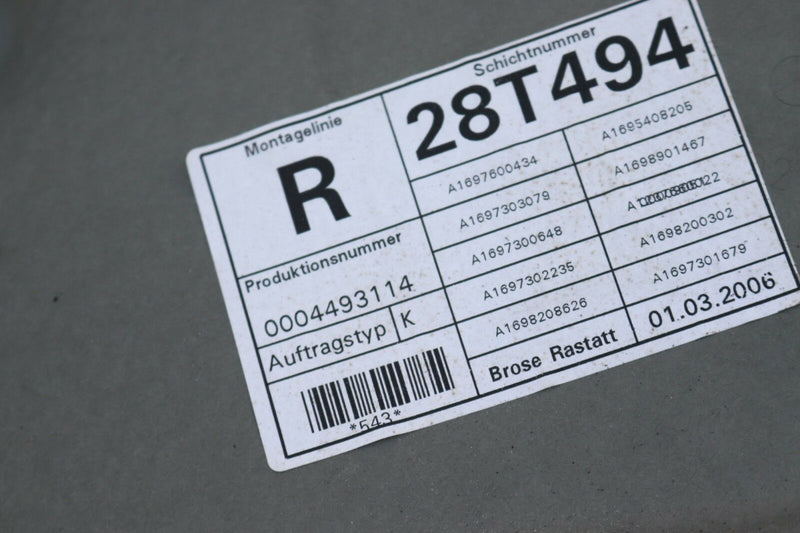 Montagelinie
R
Schichtnummer
28T494
Produktionsnummer
0004493114
Auftragstyp K
*543*
A1697600434 A1695408205
A1697303079 A1698901467
A1697300648
A1697302235 A1698200302
A1698208626 A1697301679
Brose Rastatt 01.03.2006